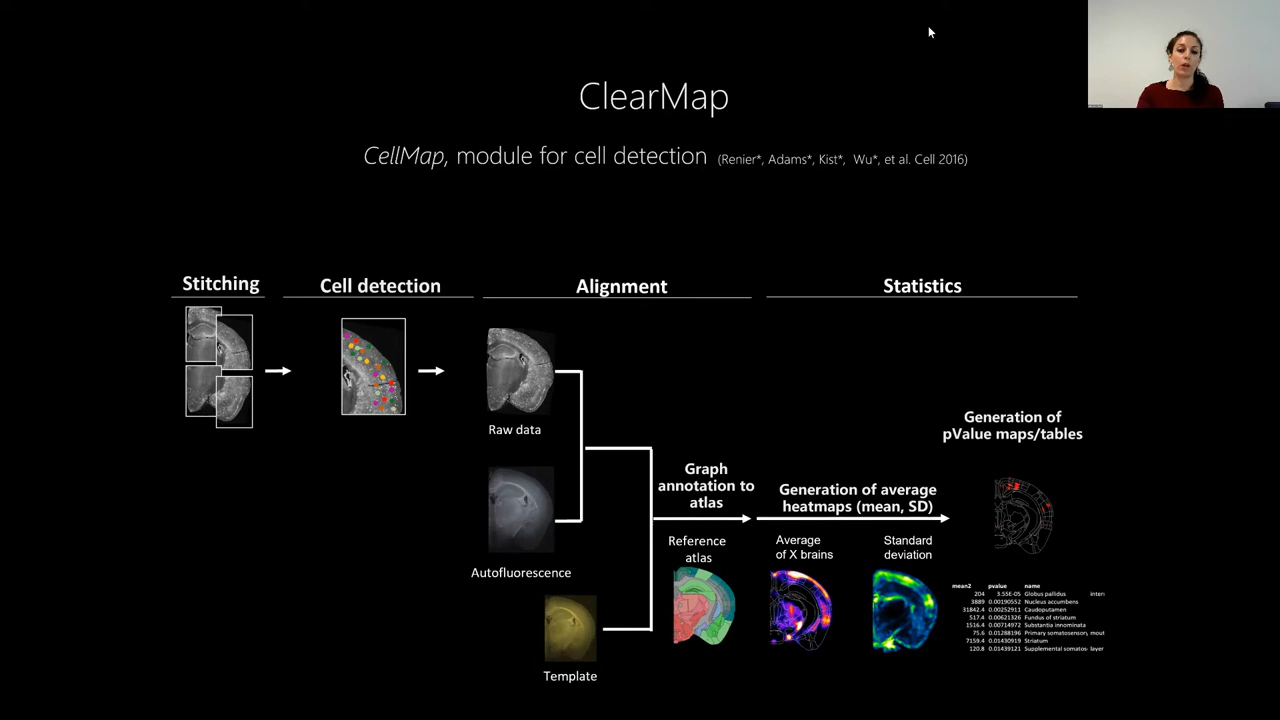 ClearMap
CellMap, module for cell detection (Renier*, Adams*, Kist*, Wu*, et al. Cell 2016)
Stitching
Cell detection
Alignment
Statistics
Raw data
Autofluorescence
Template
Graph
annotation to
atlas
Reference
atlas
Generation of average
heatmaps (mean, SD)
Average
of X brains
Standard
deviation
Generation of
pValue maps/tables
mean2 pvalue name
204 3.55E-05 Globus pallidus inter
3889 0.00190552 Nucleus accumbens
31842.4 0.00252911 Caudoputamen
517.4 0.00621326 Fundus of striatum
1516.4 0.00714972 Substantia innominata
75.6 0.01288196 Primary somatosensory, mout
7159.4 0.01430919 Striatum
120.8 0.01439121 Supplemental somatos- layer